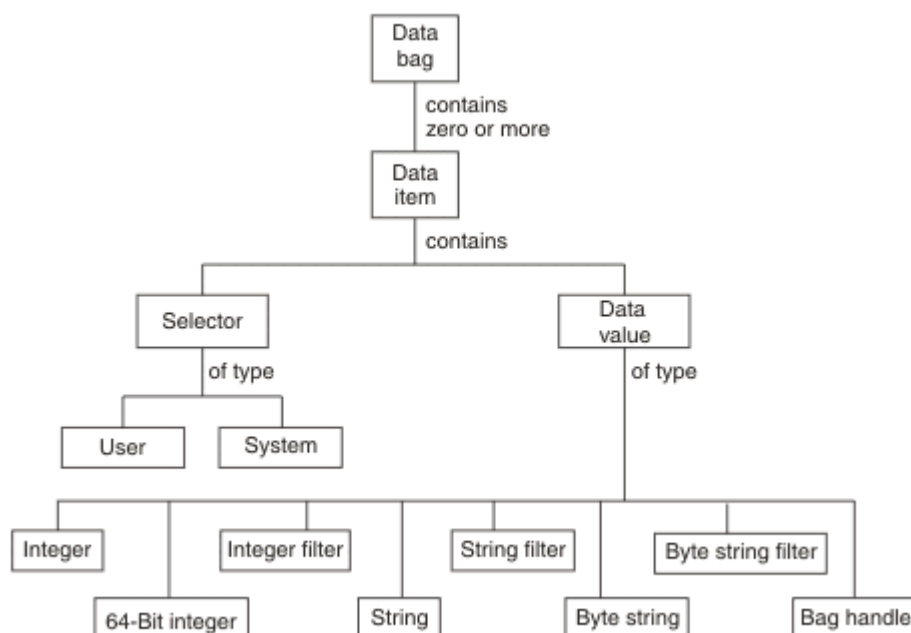 Data
bag
contains
zero or more
Data
item
contains
Selector
Data
value
of type
of type
User
System
Integer
Integer filter
String filter
Byte string filter
64-Bit integer
String
Byte string
Bag handle